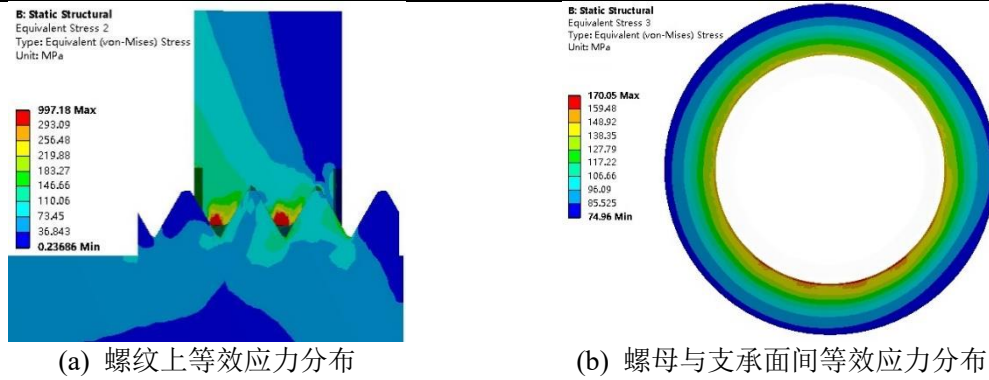 B: Static Structural
Equivalent Stress 2
Type: Equivalent (von-Mises) Stress
Unit: MPa
997.18 Max
293.09
256.48
219.88
183.27
146.66
110.06
73.45
36.843
0.23686 Min
(a) 螺纹上等效应力分布
B: Static Structural
Equivalent Stress 3
Type: Equivalent (von-Mises) Stress
Unit: MPa
170.05 Max
159.48
148.92
138.35
127.79
117.22
106.66
96.09
85.525
74.96 Min
(b) 螺母与支承面间等效应力分布